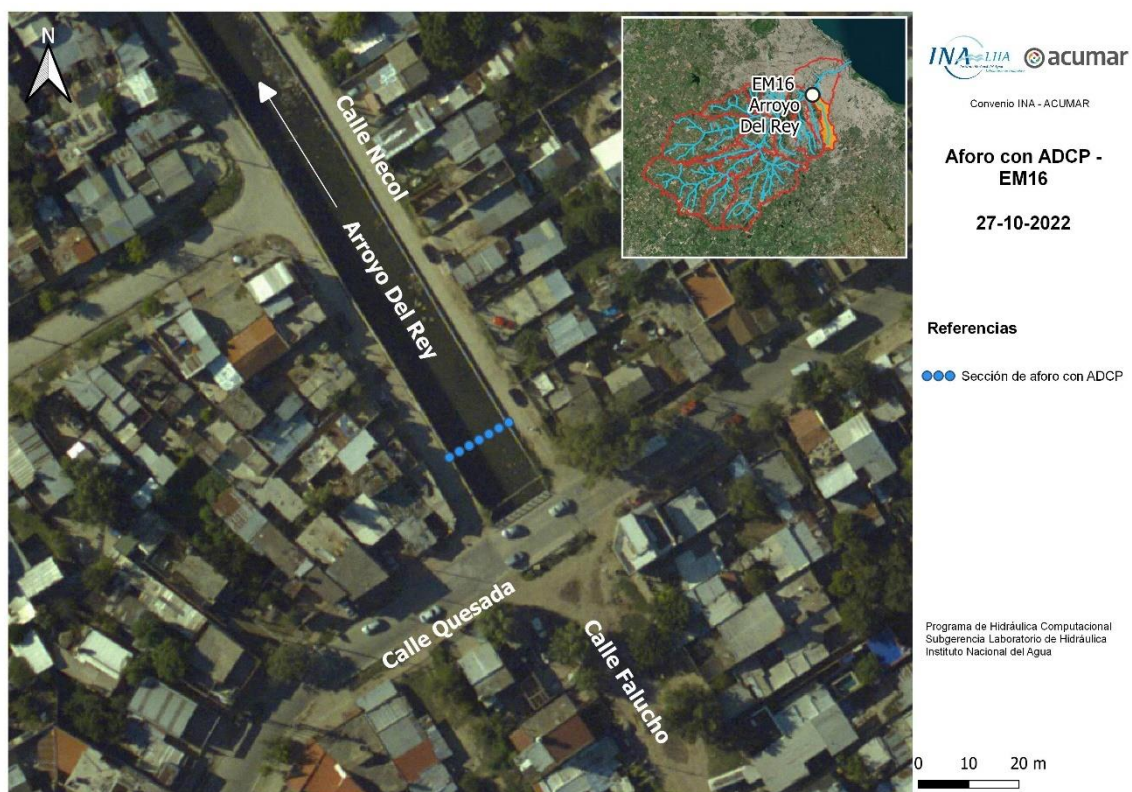 N
Calle Necol
Arroyo Del Rey
Calle Quesada
Calle Falucho
EM16
Arroyo
Del Rey
INA LHA
acumar
Convenio INA - ACUMAR
Aforo con ADCP -
EM16
27-10-2022
Referencias
Sección de aforo con ADCP
Programa de Hidráulica Computacional
Subgerencia Laboratorio de Hidráulica
Instituto Nacional del Agua
0 10 20 m